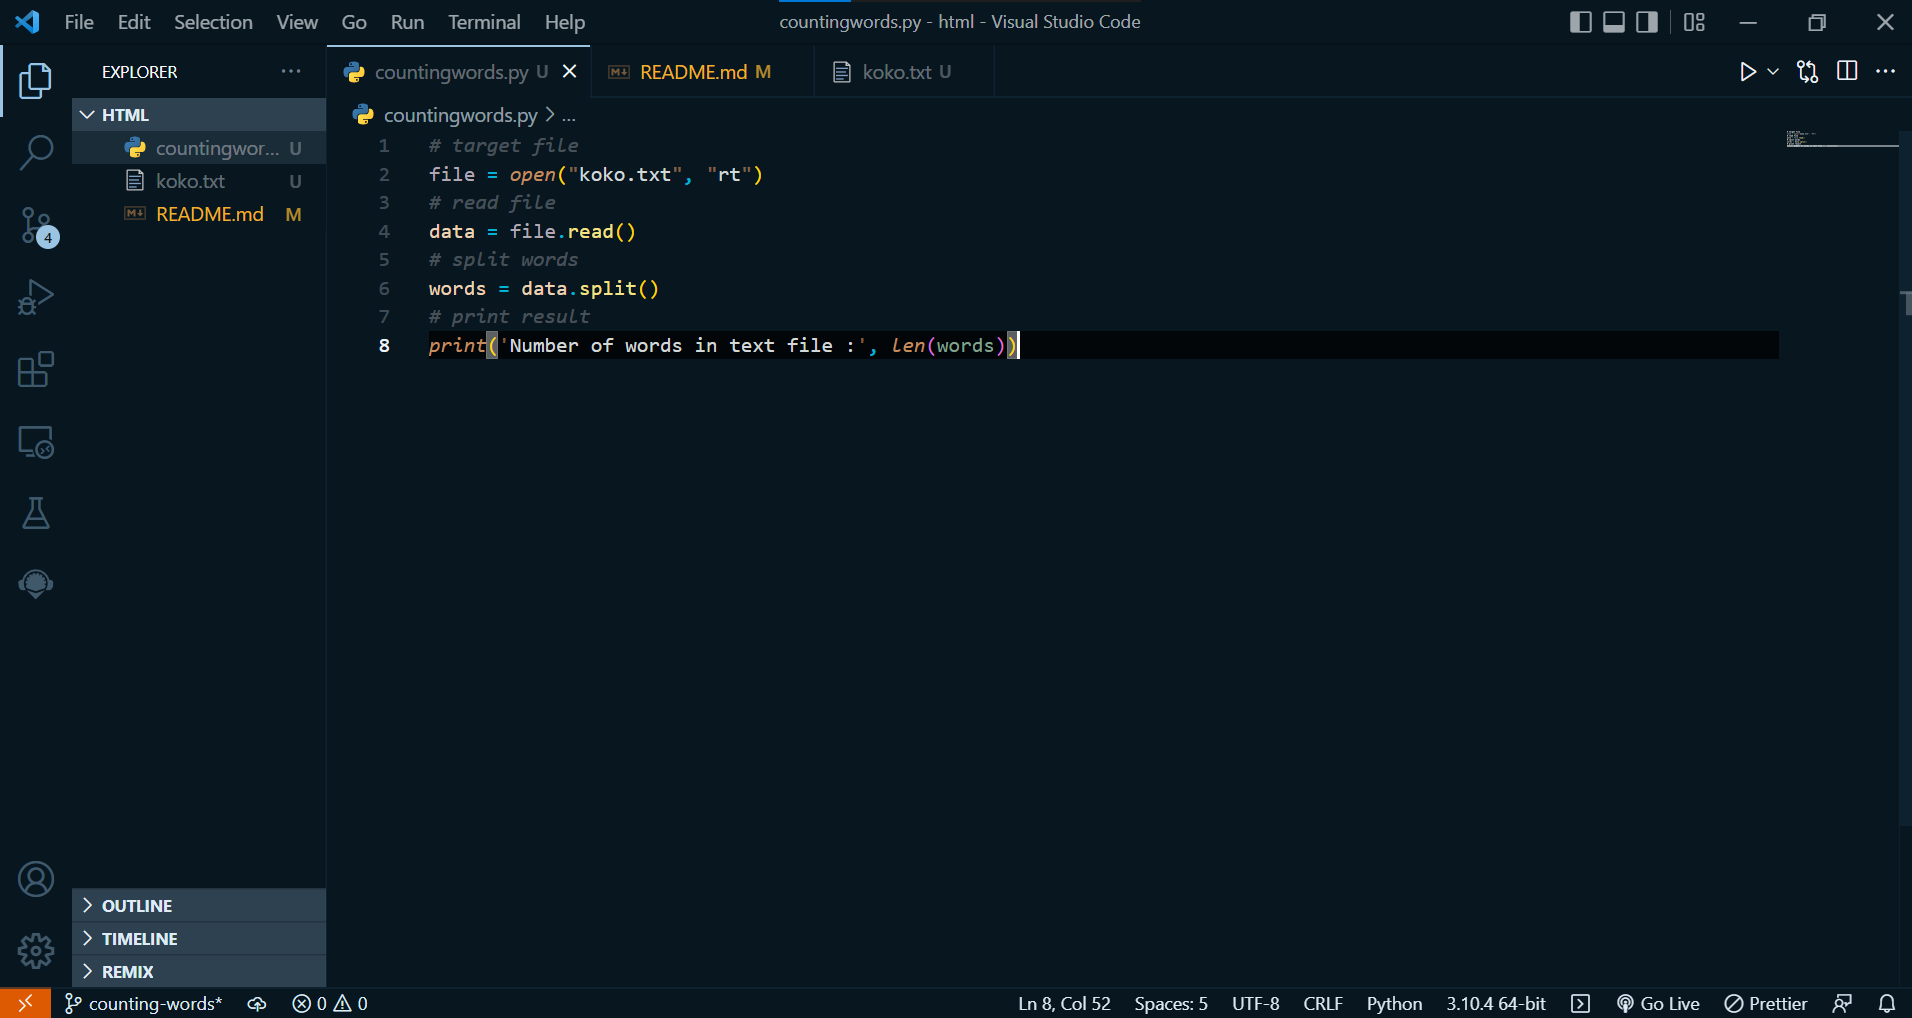 File Edit Selection View Go Run Terminal Help
countingwords.py - html - Visual Studio Code
EXPLORER
HTML
countingwor... U
koko.txt U
README.md M
4
countingwords.py U
README.md M
koko.txt U
countingwords.py > ...
1 # target file
2 file = open("koko.txt", "rt")
3 # read file
4 data = file.read()
5 # split words
6 words = data.split()
7 # print result
8 print('Number of words in text file :', len(words))
OUTLINE
TIMELINE
REMIX
counting-words* 0 0 Ln 8, Col 52 Spaces: 5 UTF-8 CRLF Python 3.10.4 64-bit Go Live Prettier